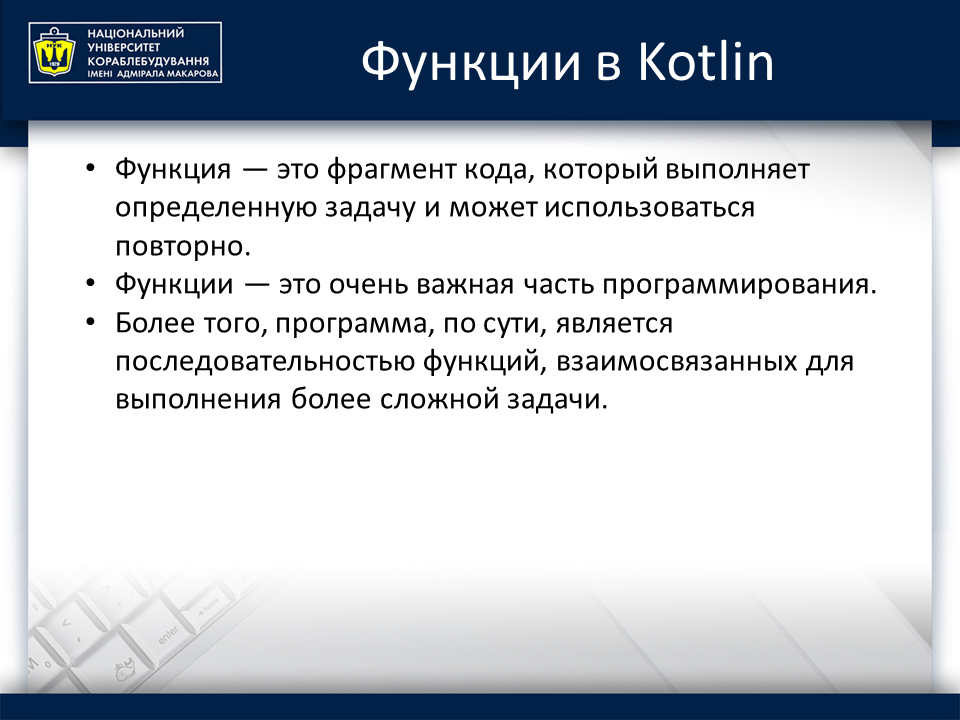 НАЦІОНАЛЬНИЙ
УНІВЕРСИТЕТ
КОРАБЛЕБУДУВАННЯ
ІМЕНІ АДМІРАЛА МАКАРОВА
НУК
1920
Функции в Kotlin
• Функция — это фрагмент кода, который выполняет
определенную задачу и может использоваться
повторно.
• Функции — это очень важная часть программирования.
• Более того, программа, по сути, является
последовательностью функций, взаимосвязанных для
выполнения более сложной задачи.
enter